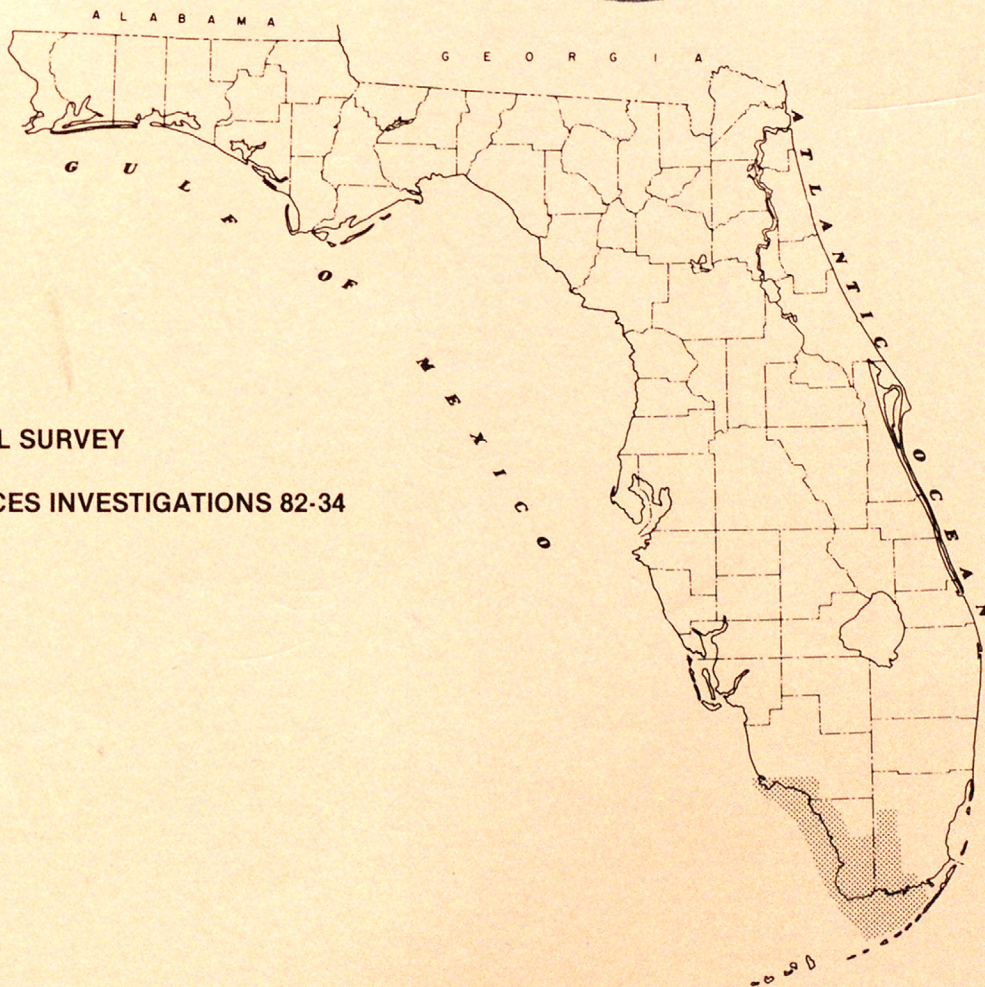 ALABAMA
GEORGIA
GULF OF MEXICO
ATLANTIC OCEAN
L SURVEY
CES INVESTIGATIONS 82-34